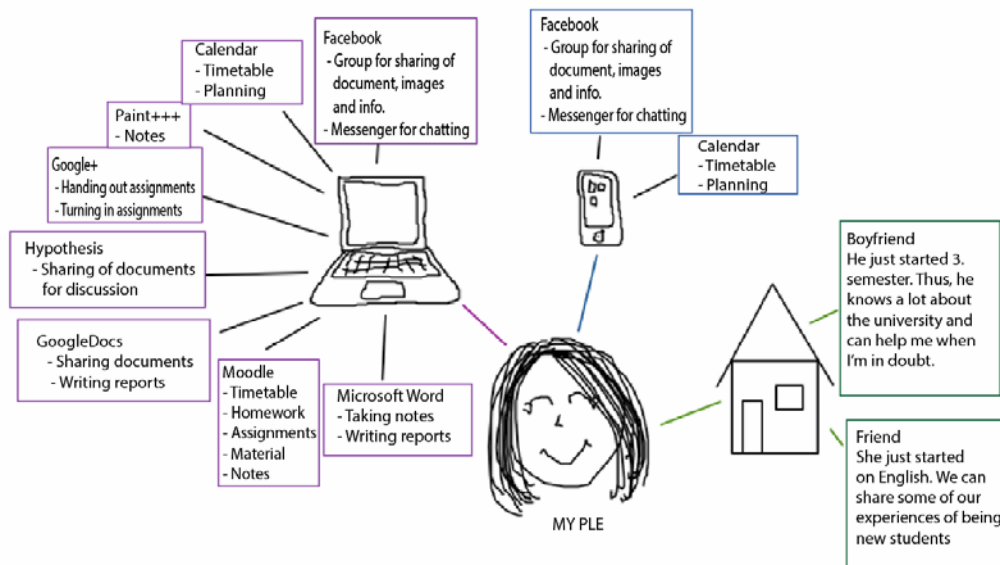 Calendar
- Timetable
- Planning
Facebook
- Group for sharing of
document, images
and info.
- Messenger for chatting
Facebook
- Group for sharing of
document, images
and info.
- Messenger for chatting
Paint+++
- Notes
Calendar
- Timetable
- Planning
Google+
- Handing out assignments
- Turning in assignments
Hypothesis
- Sharing of documents
for discussion
GoogleDocs
- Sharing documents
- Writing reports
Moodle
- Timetable
- Homework
- Assignments
- Material
- Notes
Microsoft Word
- Taking notes
- Writing reports
Boyfriend
He just started 3.
semester. Thus, he
knows a lot about
the university and
can help me when
I'm in doubt.
Friend
She just started
on English. We can
share some of our
experiences of being
new students
MY PLE